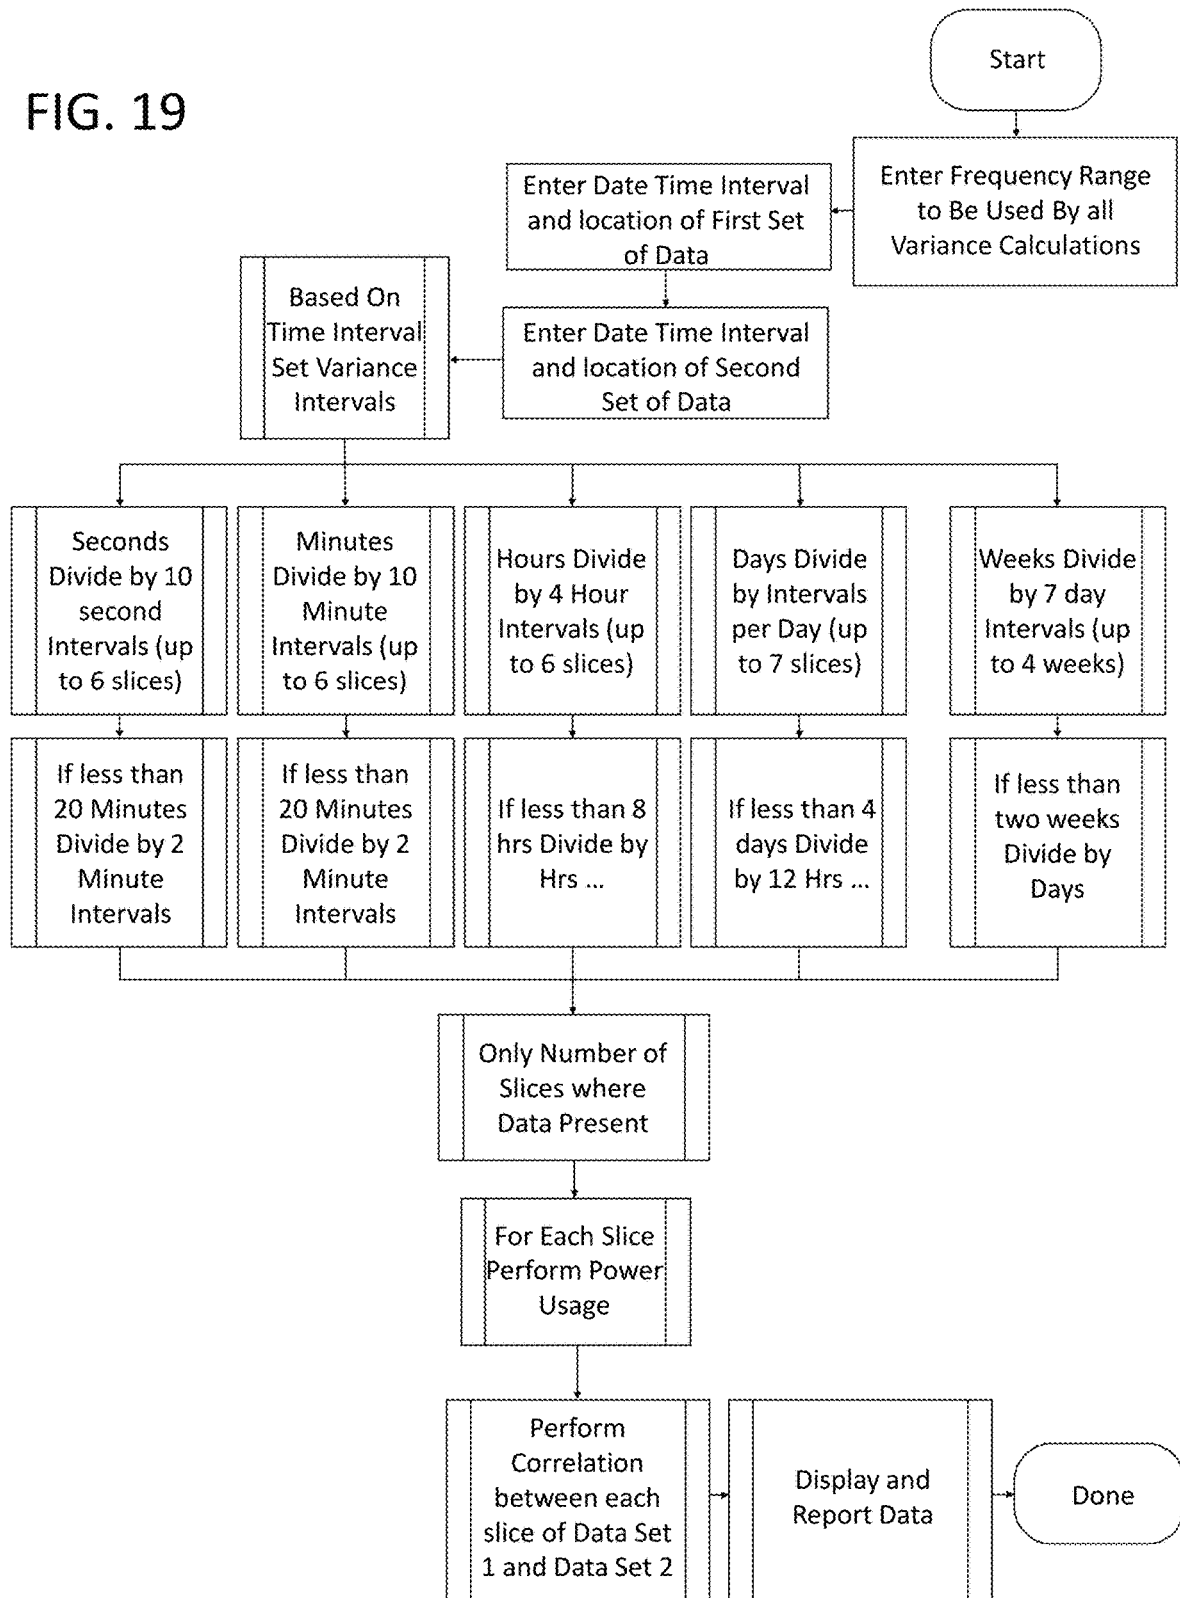 FIG. 19
Start
Enter Frequency Range
to Be Used By all
Variance Calculations
Enter Date Time Interval
and location of First Set
of Data
Enter Date Time Interval
and location of Second
Set of Data
Based On
Time Interval
Set Variance
Intervals
Seconds
Divide by 10
second
Intervals (up
to 6 slices)
Minutes
Divide by 10
Minute
Intervals (up
to 6 slices)
Hours Divide
by 4 Hour
Intervals (up
to 6 slices)
Days Divide
by Intervals
per Day (up
to 7 slices)
Weeks Divide
by 7 day
Intervals (up
to 4 weeks)
If less than
20 Minutes
Divide by 2
Minute
Intervals
If less than
20 Minutes
Divide by 2
Minute
Intervals
If less than 8
hrs Divide by
Hrs ...
If less than 4
days Divide
by 12 Hrs ...
If less than
two weeks
Divide by
Days
Only Number of
Slices where
Data Present
For Each Slice
Perform Power
Usage
Perform
Correlation
between each
slice of Data Set
1 and Data Set 2
Display and
Report Data
Done